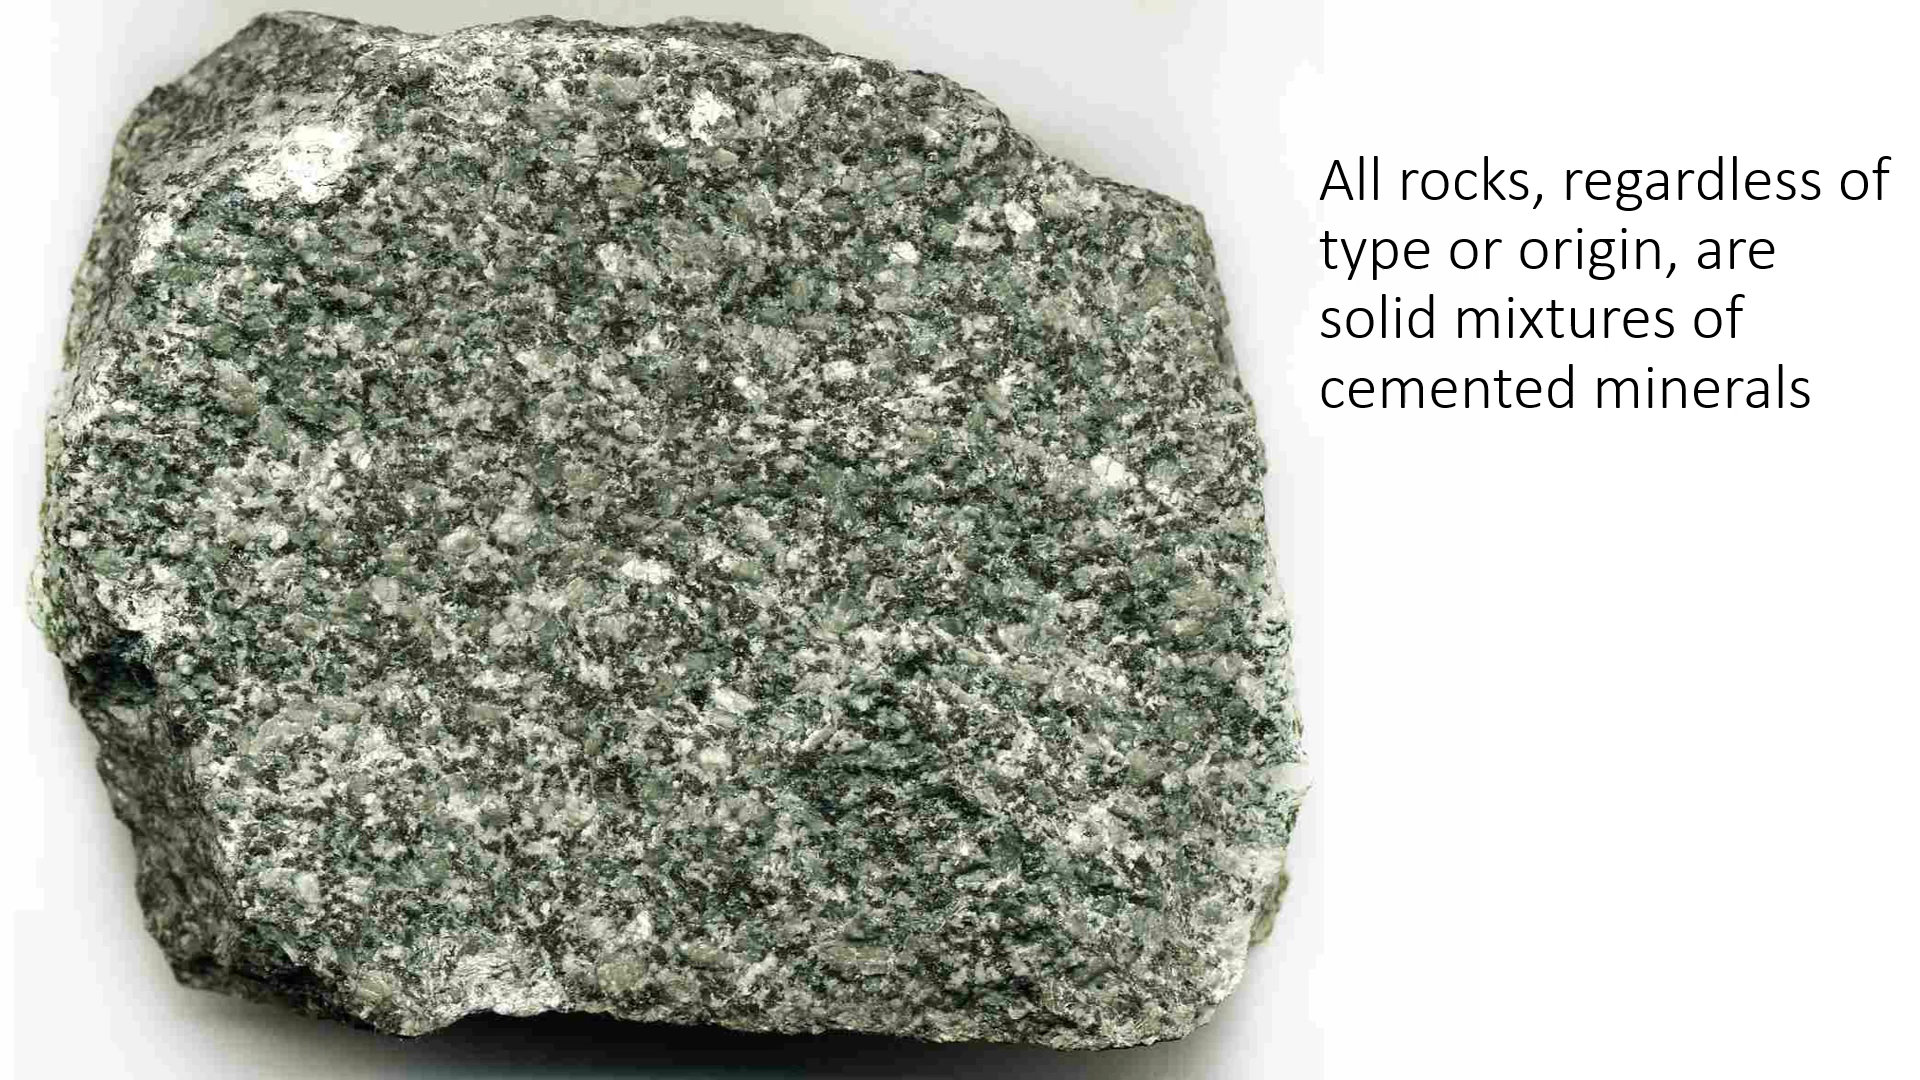 All rocks, regardless of
type or origin, are
solid mixtures of
cemented minerals